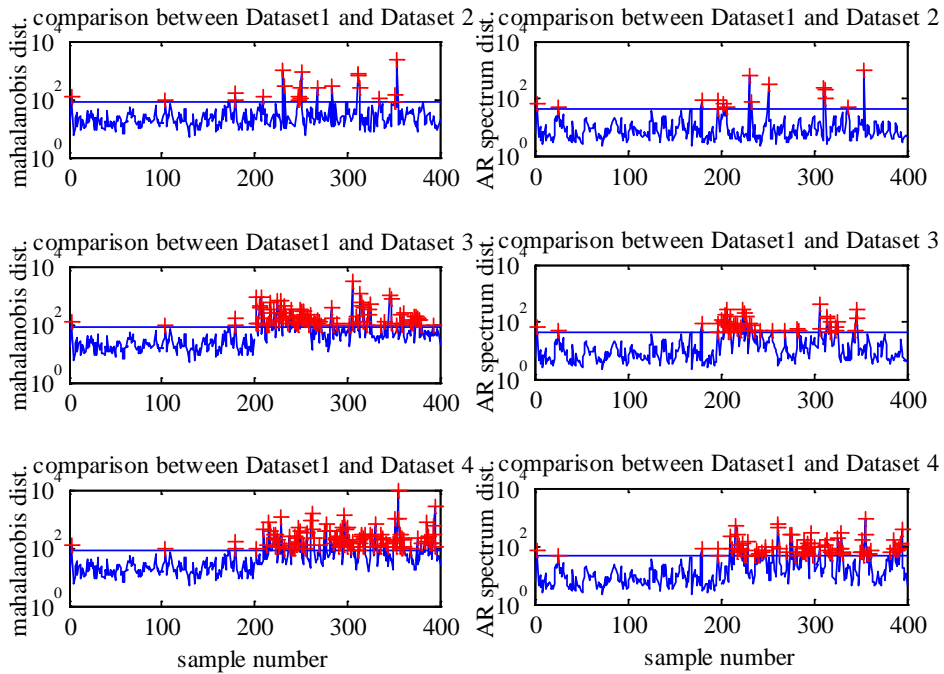 comparison between Dataset1 and Dataset 2
mahalanobis dist.
10^4
10^2
10^0
0 100 200 300 400
comparison between Dataset1 and Dataset 2
AR spectrum dist.
10^4
10^2
10^0
0 100 200 300 400
comparison between Dataset1 and Dataset 3
mahalanobis dist.
10^4
10^2
10^0
0 100 200 300 400
comparison between Dataset1 and Dataset 3
AR spectrum dist.
10^4
10^2
10^0
0 100 200 300 400
comparison between Dataset1 and Dataset 4
mahalanobis dist.
10^4
10^2
10^0
0 100 200 300 400
sample number
comparison between Dataset1 and Dataset 4
AR spectrum dist.
10^4
10^2
10^0
0 100 200 300 400
sample number